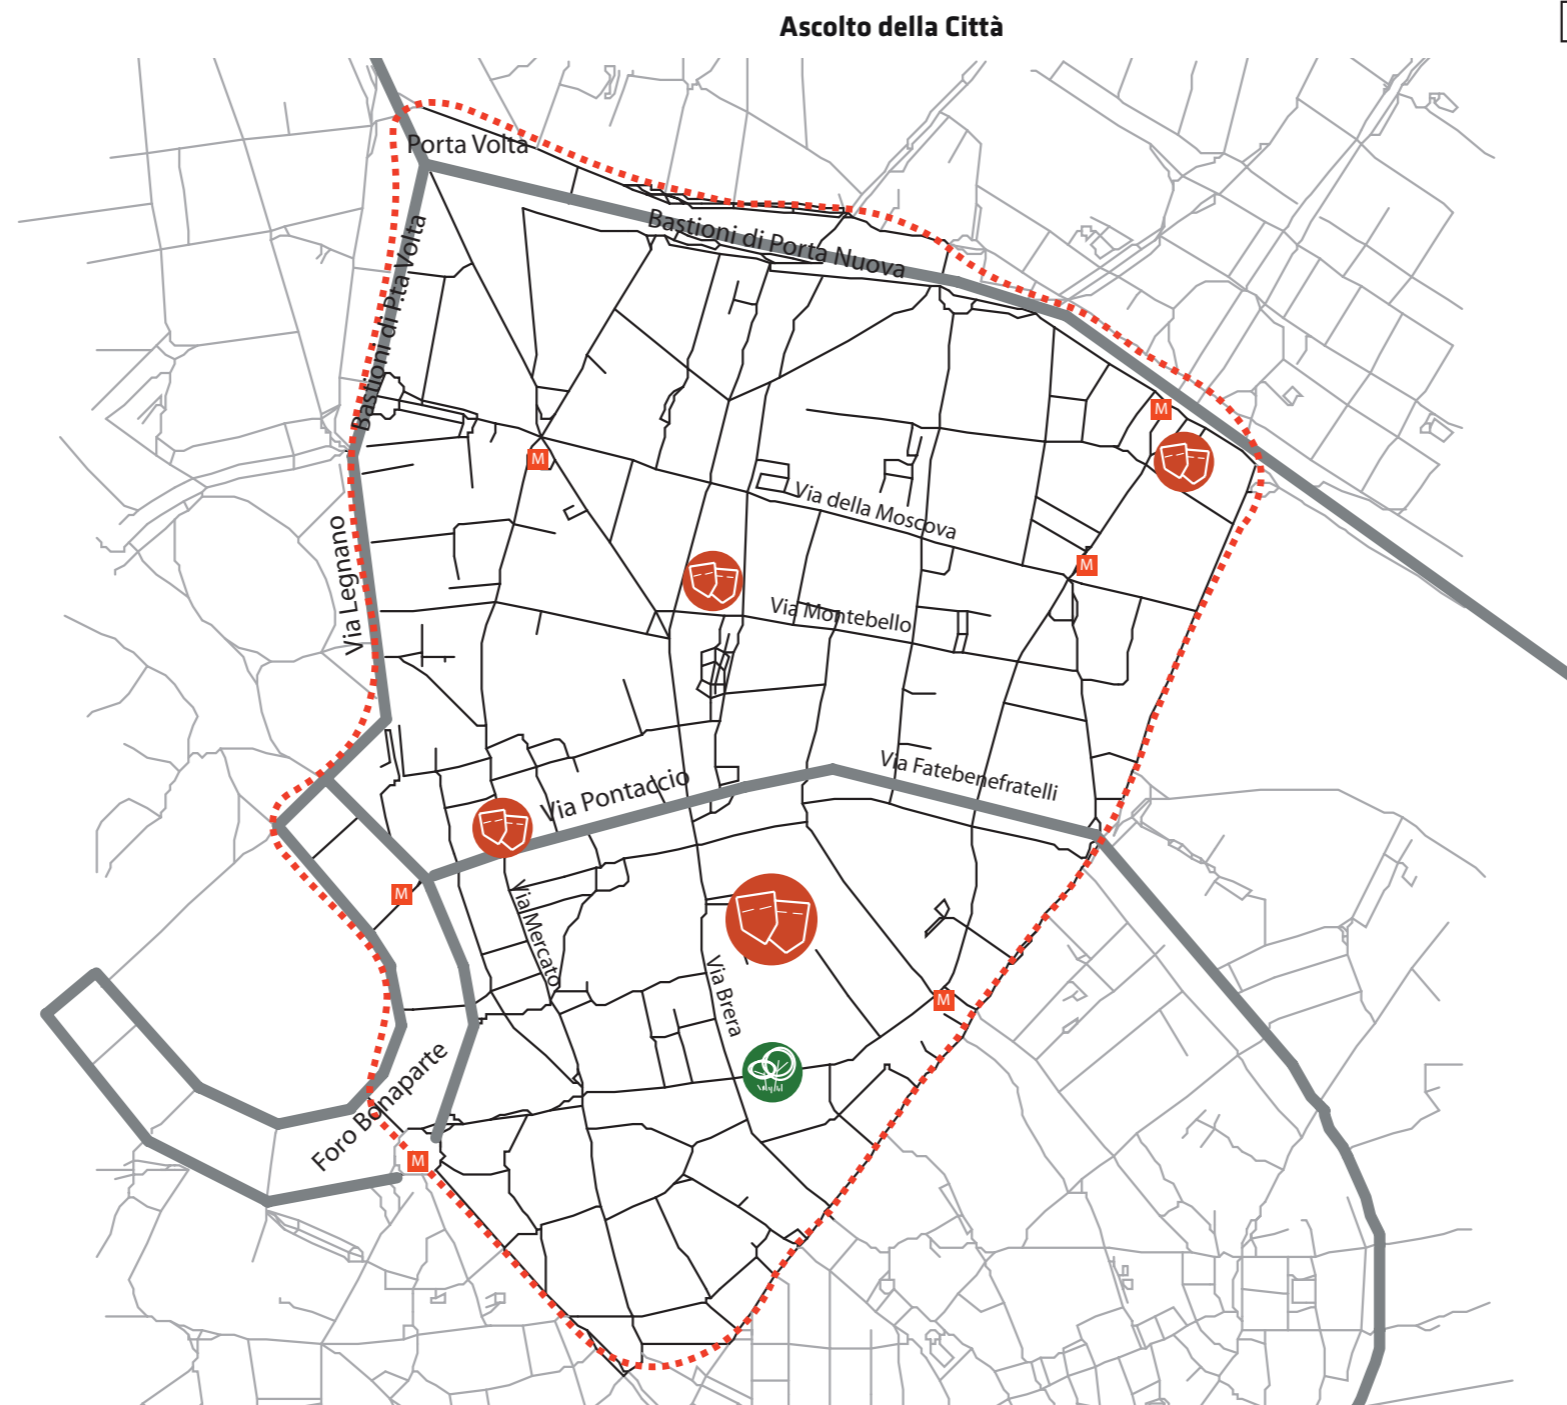 Ascolto della Città
Porta Volta
Bastioni di Porta Nuova
Bastioni di P.ta Volta
M
M
Via della Moscova
Via Legnano
M
Via Montebello
Via Fatebenefratelli
Via Pontaccio
M
Via Mercato
Via Brera
M
Foro Bonaparte
M